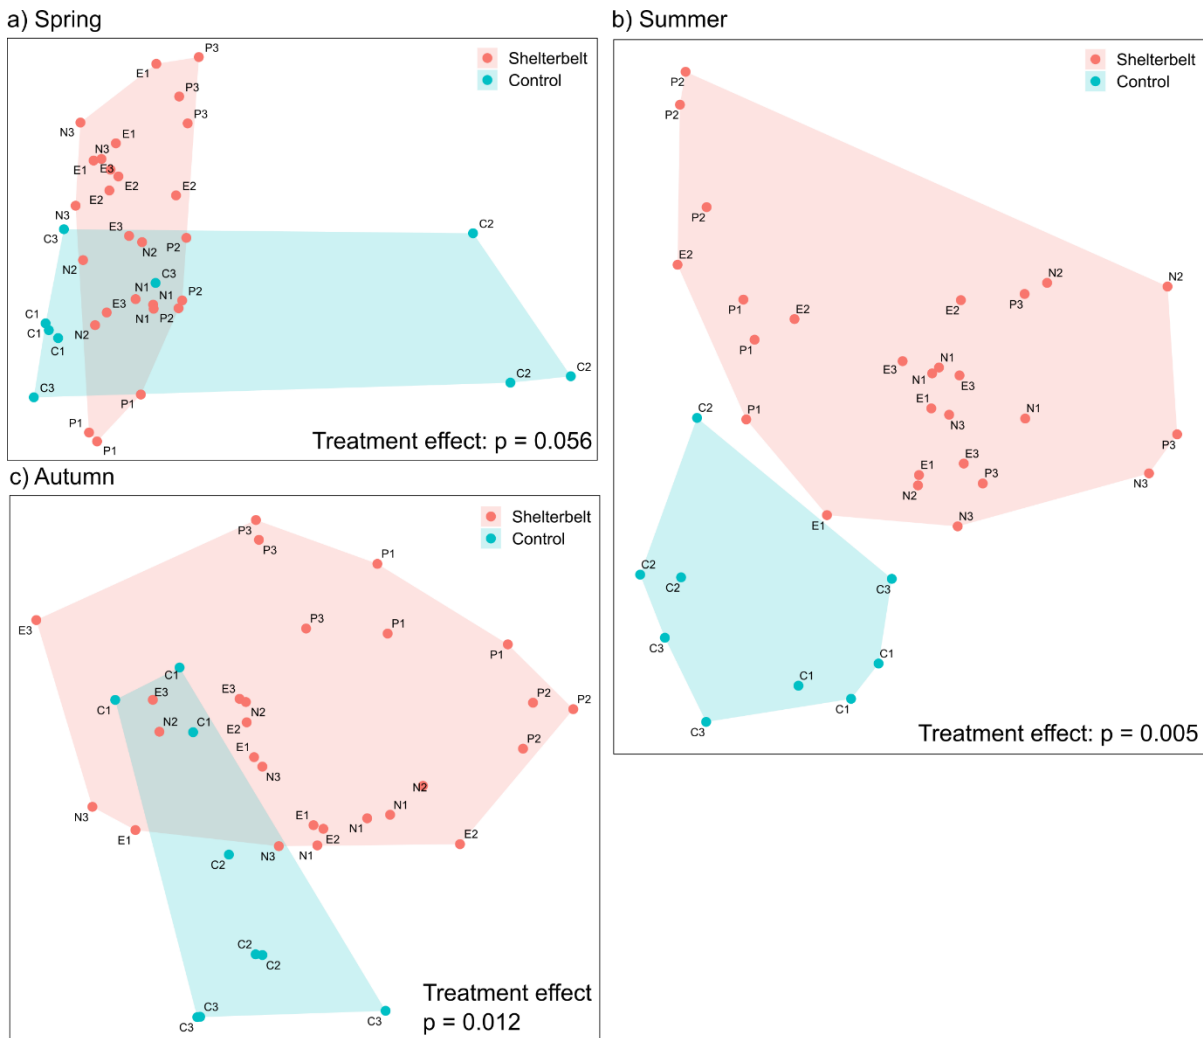 a) Spring
Shelterbelt
Control
P3
E1
P3
P3
N3
E1
N3
E1
E3
E2
E2
E2
N3
C3
E3
N2
P2
C2
N2
C3
N1
N1
P2
E3
N1
P2
C1
C1
C1
N2
C3
P1
C2
C2
P1
P1
Treatment effect: p = 0.056
b) Summer
Shelterbelt
Control
P2
P2
P2
E2
N2
N2
P3
P1
E2
E2
P1
E3
N1
N1
E3
E1
N3
N1
C2
P1
P3
E3
E1
P3
N2
N3
E1
N3
C2
C2
C3
C3
C1
C1
C1
C3
Treatment effect: p = 0.005
c) Autumn
Shelterbelt
Control
P3
P3
P1
E3
P3
P1
P1
C1
C1
E3
E3
N2
P2
P2
N2
C1
E2
P2
E1
N3
N2
N3
N1
N1
E1
E1
E2
E2
N3
N1
C2
C2
C2
C3
C3
C3
Treatment effect
p = 0.012